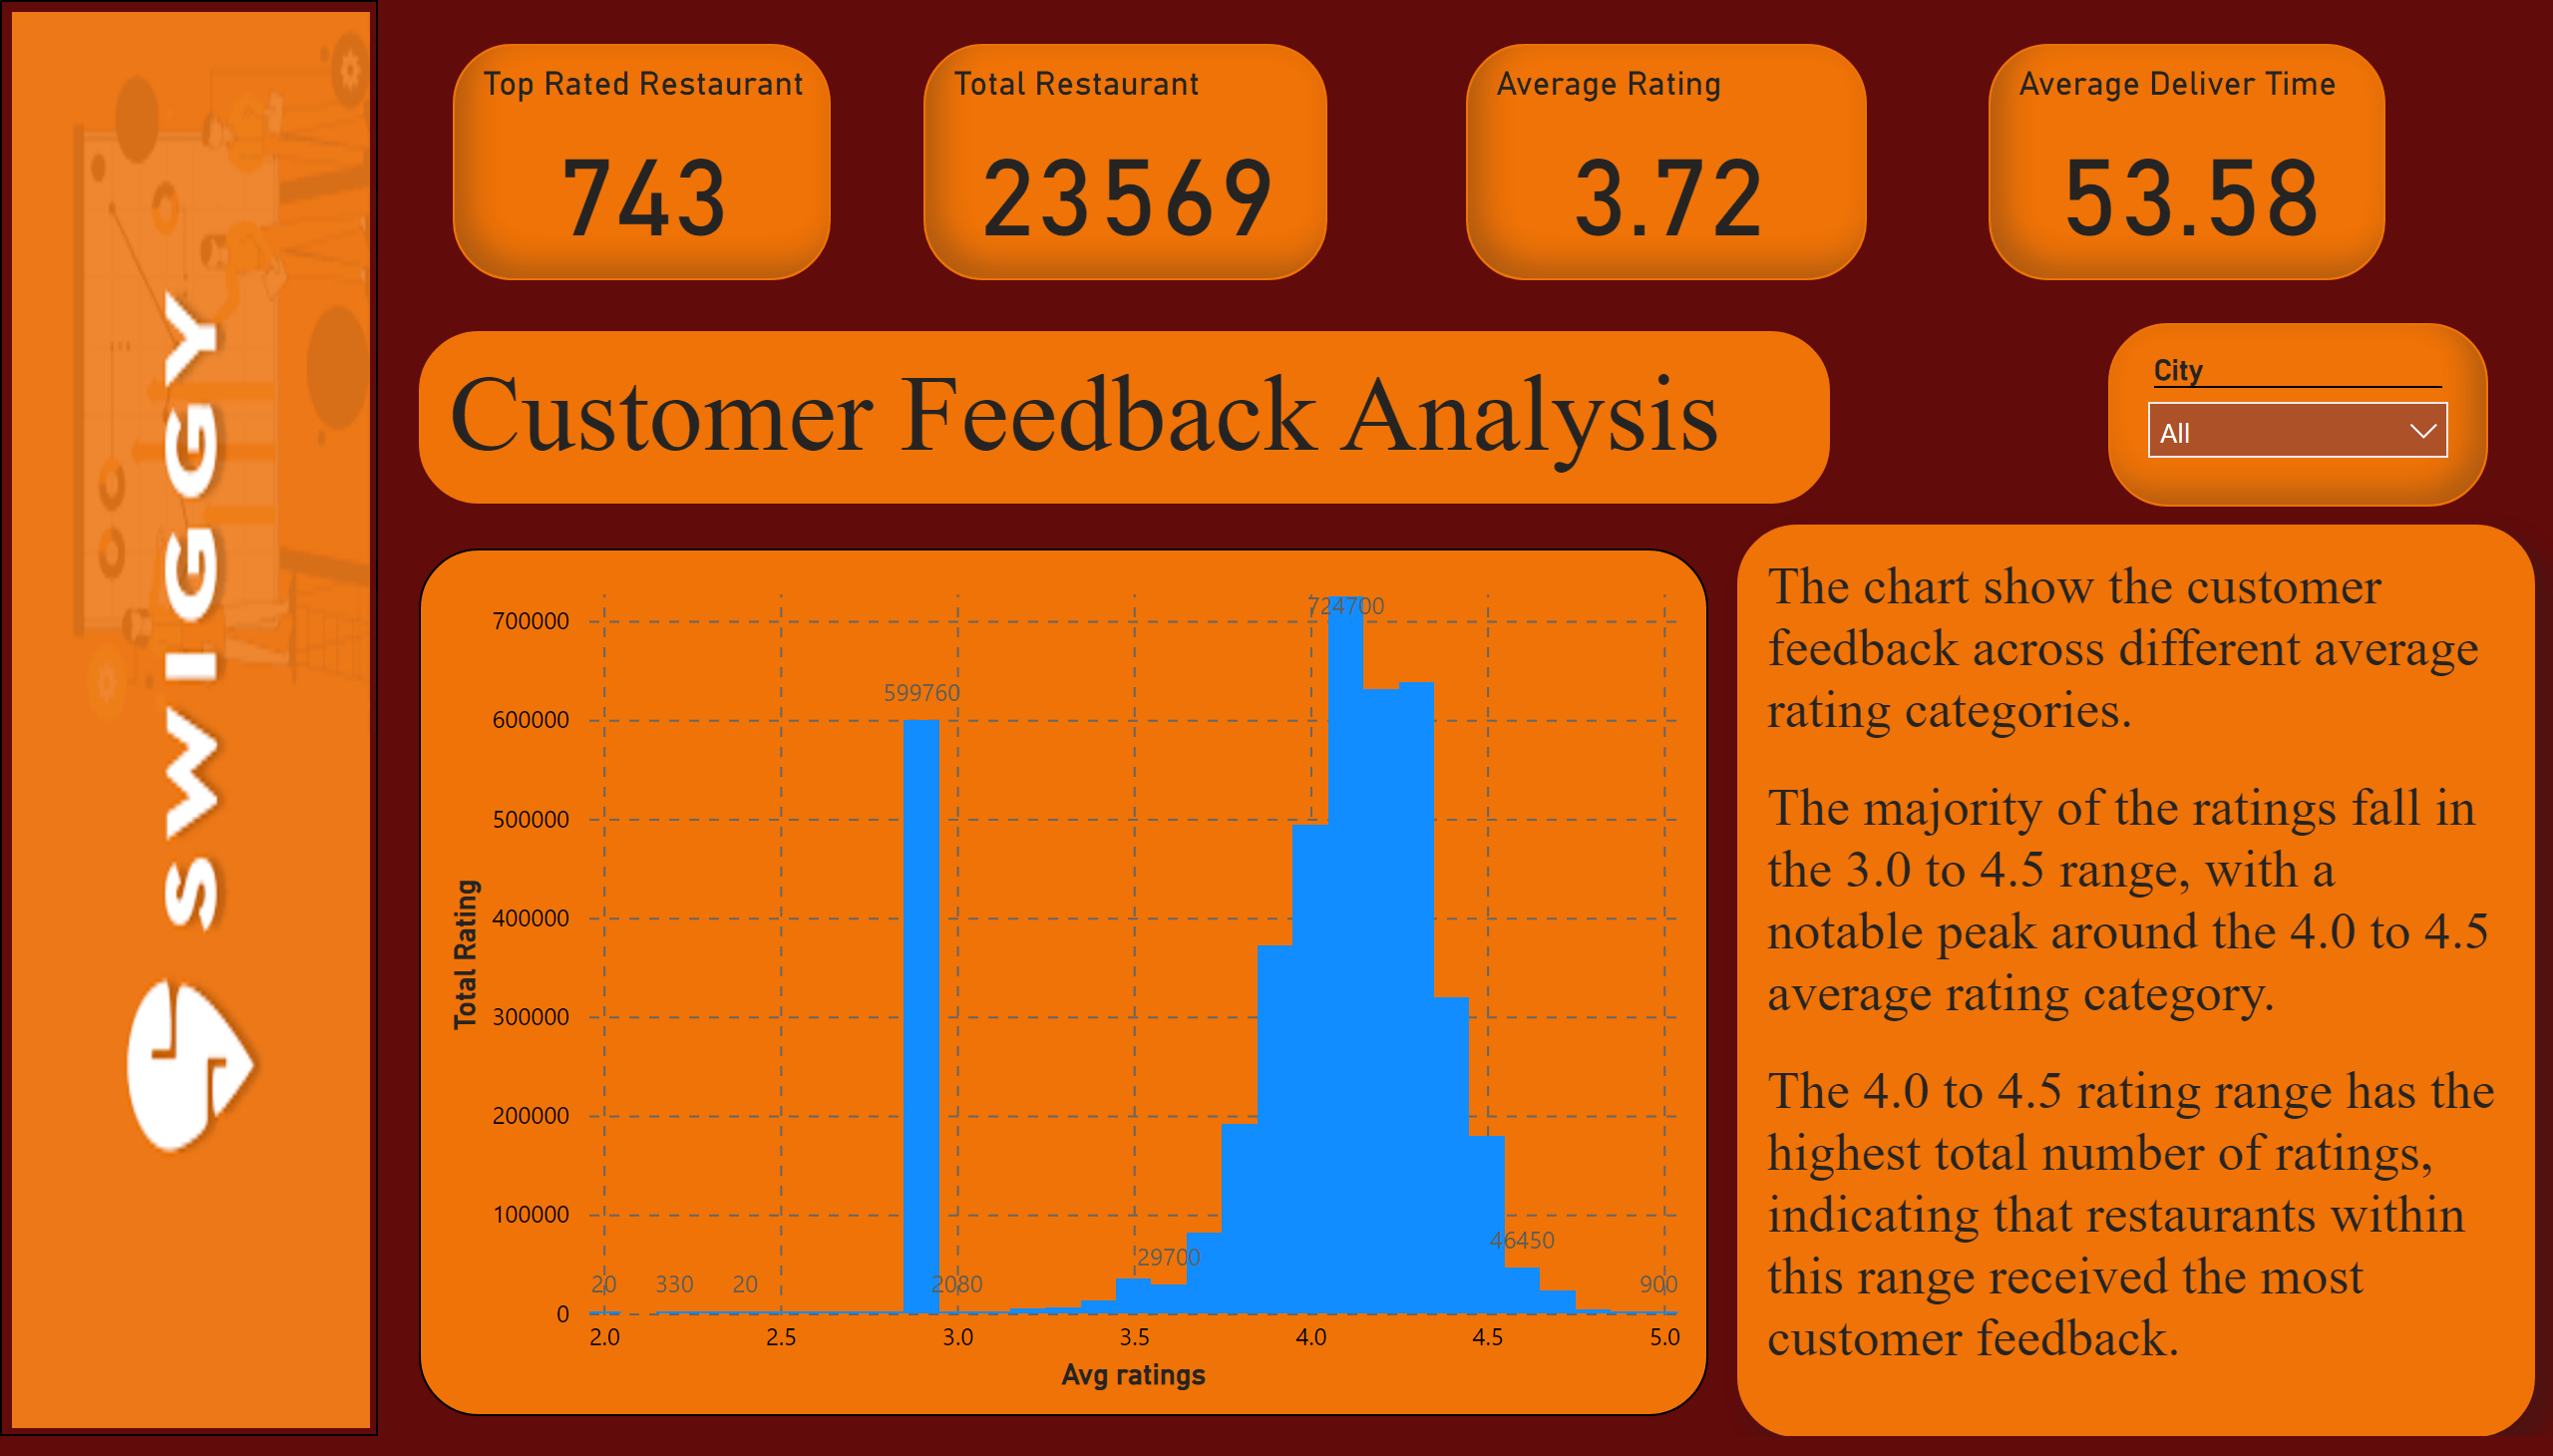 SWIGGY
Top Rated Restaurant
743
Total Restaurant
23569
Average Rating
3.72
Average Deliver Time
53.58
Customer Feedback Analysis
City
All
Total Rating
700000
600000
500000
400000
300000
200000
100000
0
724700
599760
46450
29700
20
330
20
2080
900
2.0
2.5
3.0
3.5
4.0
4.5
5.0
Avg ratings
The chart show the customer
feedback across different average
rating categories.
The majority of the ratings fall in
the 3.0 to 4.5 range, with a
notable peak around the 4.0 to 4.5
average rating category.
The 4.0 to 4.5 rating range has the
highest total number of ratings,
indicating that restaurants within
this range received the most
customer feedback.